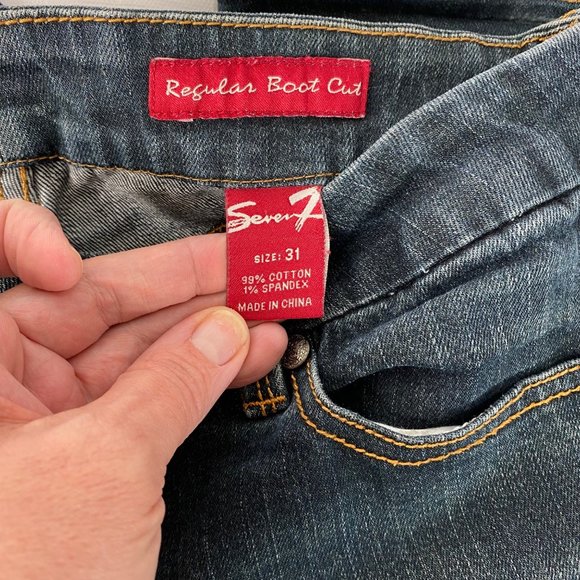 Regular Boot Cut
Seven7
SIZE: 31
99% COTTON
1% SPANDEX
MADE IN CHINA